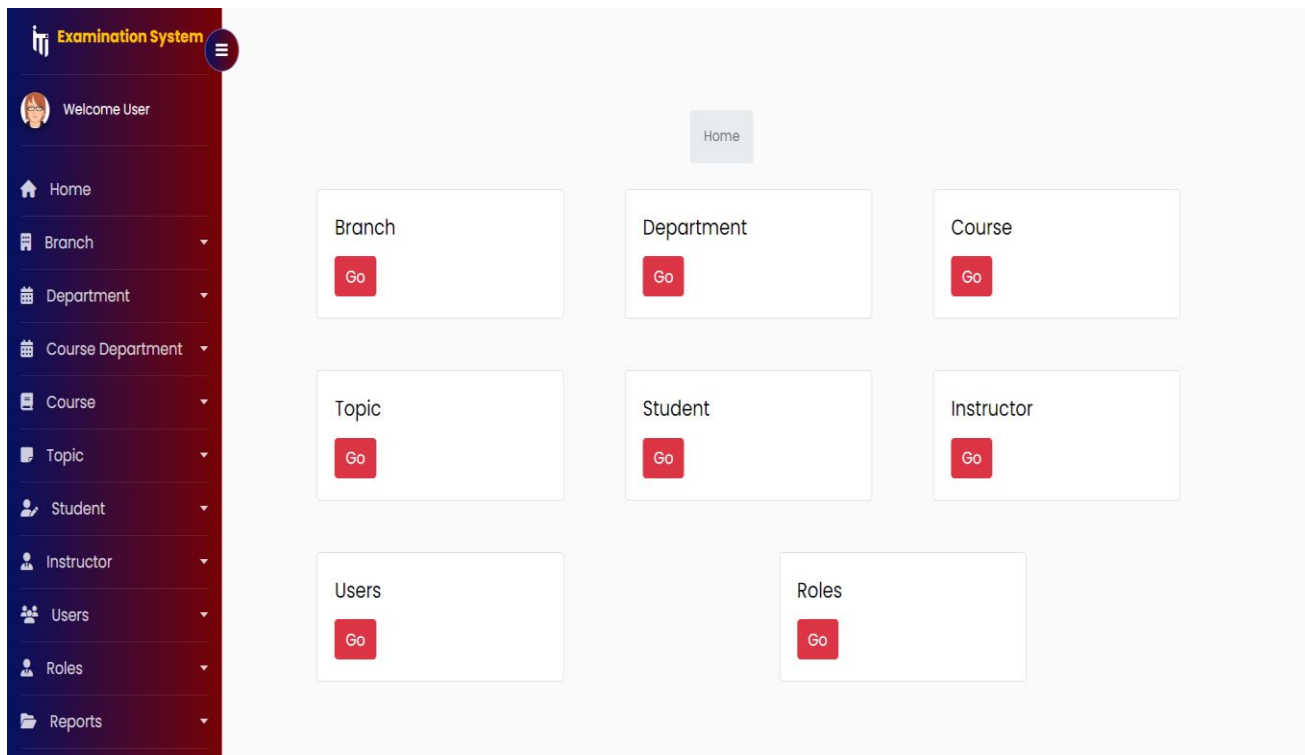 iTi Examination System
Welcome User
Home
Branch
Department
Course Department
Course
Topic
Student
Instructor
Users
Roles
Reports
Home
Branch
Go
Department
Go
Course
Go
Topic
Go
Student
Go
Instructor
Go
Users
Go
Roles
Go